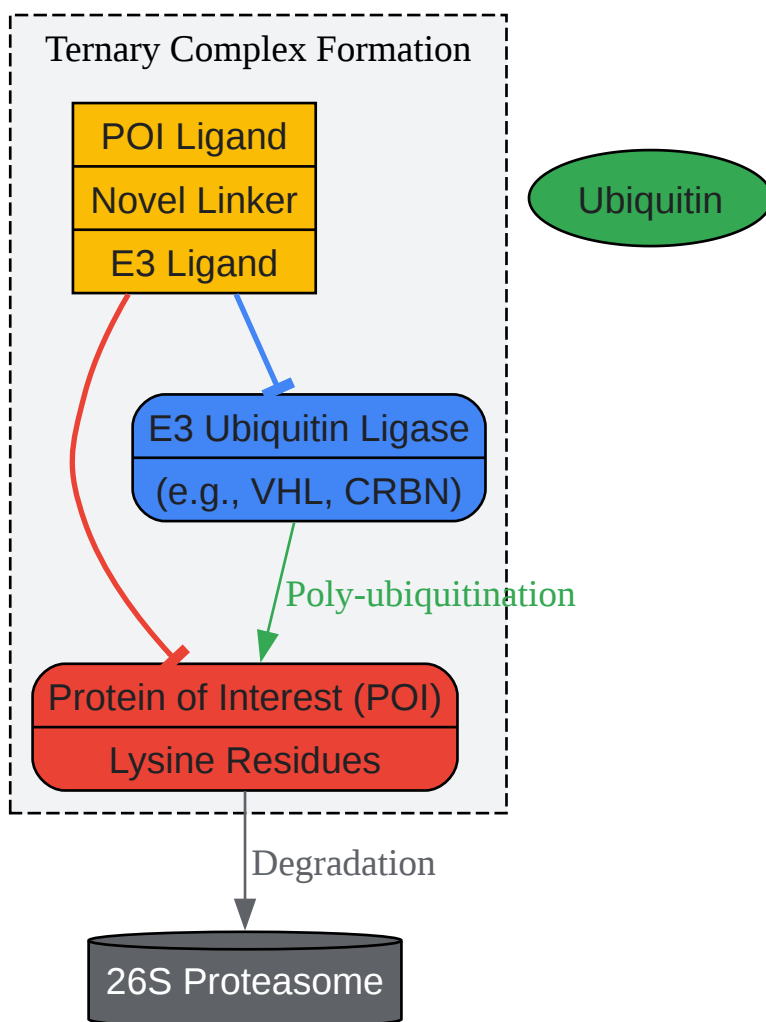 Ternary Complex Formation
POI Ligand
Novel Linker
E3 Ligand
Ubiquitin
E3 Ubiquitin Ligase
(e.g., VHL, CRBN)
Poly-ubiquitination
Protein of Interest (POI)
Lysine Residues
Degradation
26S Proteasome